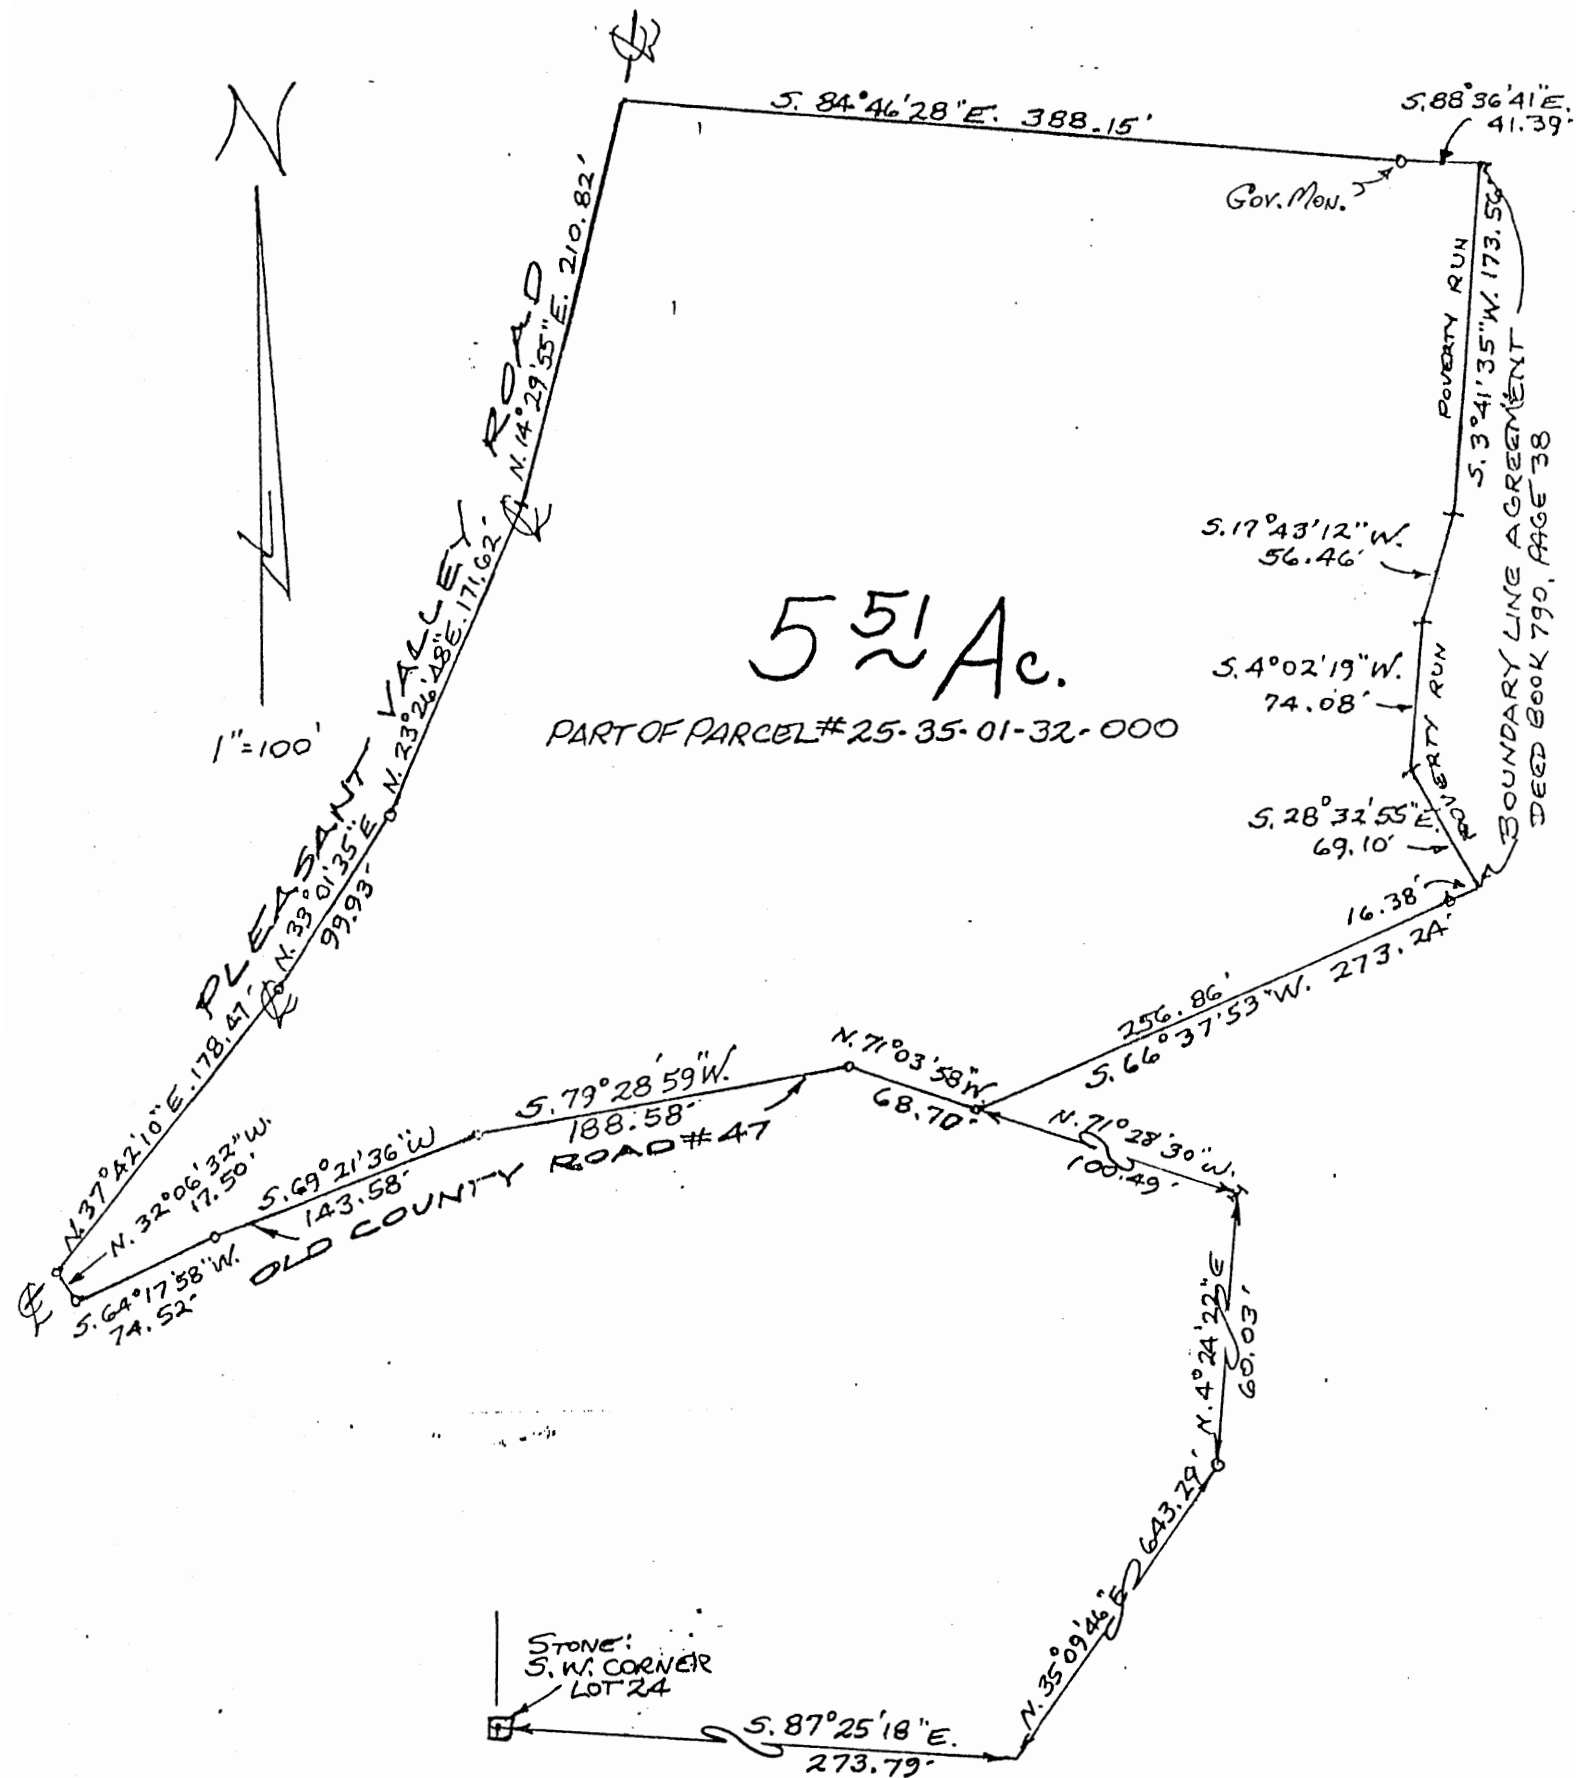 N
1"=100'
S. 84°46'28"E. 388.15'
S.88°36'41"E.
41.39'
GOV. MON.
N. 14°29'55"E. 210.82'
PLEASANT VALLEY ROAD
N. 23°26'48"E. 171.62'
N. 33°01'35"E
99.93'
N. 37°42'10"E. 178.47'
POVERTY RUN
S. 3°41'35"W. 173.56'
S. 17°43'12"W.
56.46'
S. 4°02'19"W.
74.08'
POVERTY RUN
S. 28°32'55"E.
69.10'
BOUNDARY LINE AGREEMENT
DEED BOOK 790, PAGE 38
5 51 Ac.
PART OF PARCEL # 25-35-01-32-000
16.38'
256.86'
S. 66°37'53"W. 273.24'
N. 71°03'58"W.
68.70'
S. 79°28'59"W.
188.58'
S. 69°21'36"W
143.58'
OLD COUNTY ROAD #47
N. 32°06'32"W.
17.50'
S. 64°17'58"W.
74.52'
N. 71°28'30"W.
100.49'
N. 4°24'22"E
60.03'
N. 35°09'46"E 643.29'
STONE:
S. W. CORNER
LOT 24
S. 87°25'18"E.
273.79'